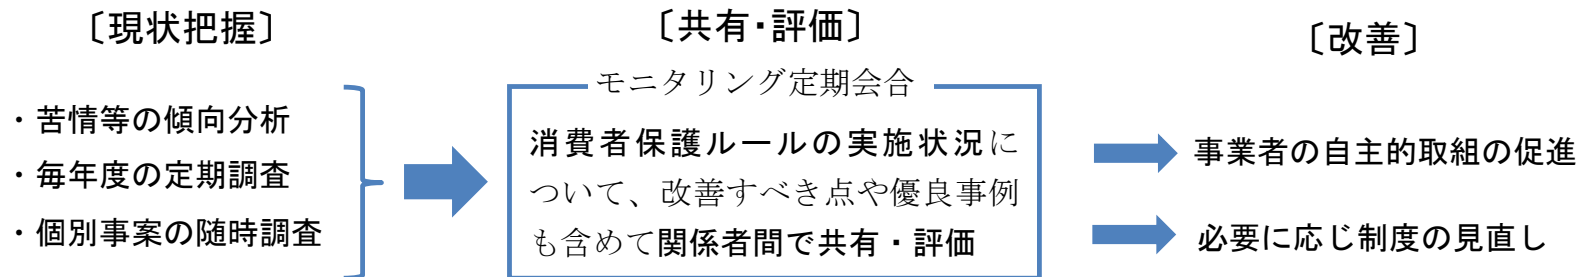 〔現状把握〕
・苦情等の傾向分析
・毎年度の定期調査
・個別事案の随時調査
〔共有・評価〕
モニタリング定期会合
消費者保護ルールの実施状況に
ついて、改善すべき点や優良事例
も含めて関係者間で共有・評価
〔改善〕
事業者の自主的取組の促進
必要に応じ制度の見直し